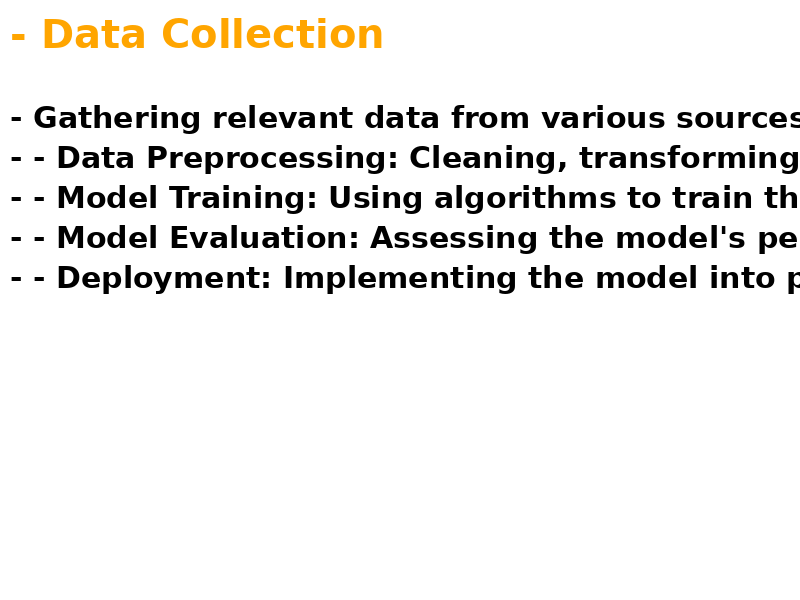 - Data Collection
- Gathering relevant data from various sources
- - Data Preprocessing: Cleaning, transforming
- - Model Training: Using algorithms to train th
- - Model Evaluation: Assessing the model's pe
- - Deployment: Implementing the model into p